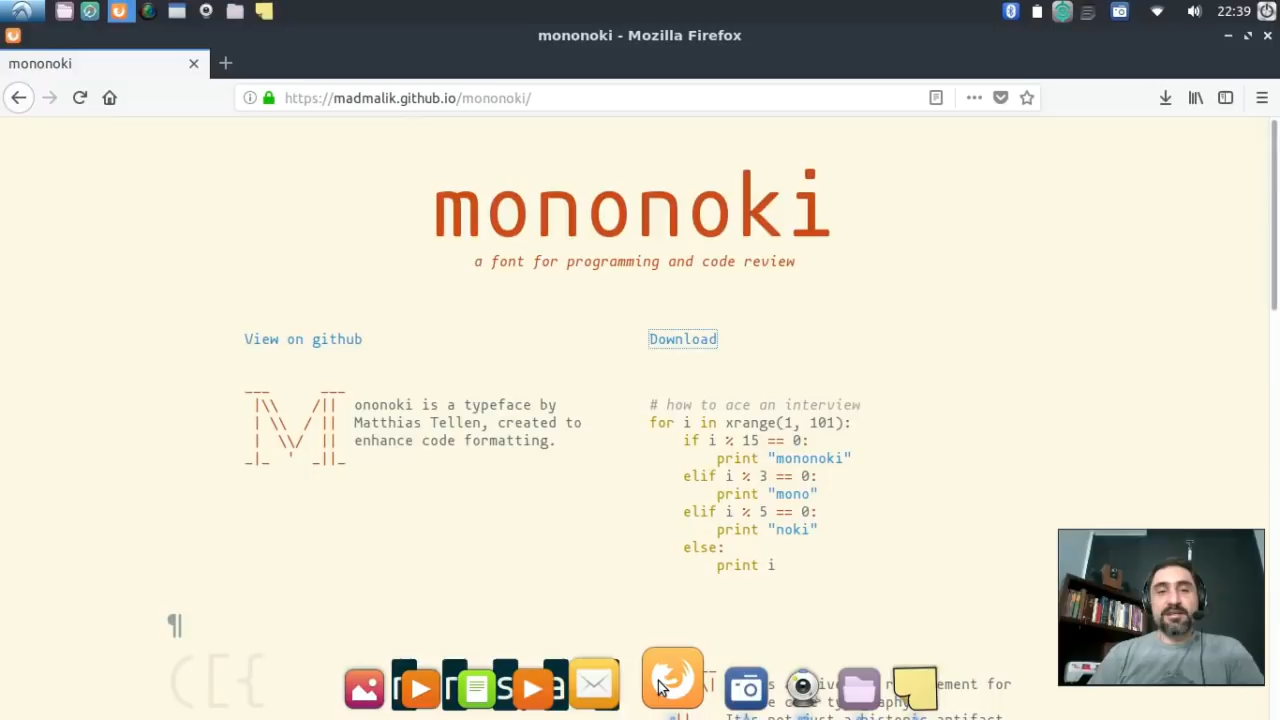 22:39
mononoki - Mozilla Firefox
mononoki
https://madmalik.github.io/mononoki/
mononoki
a font for programming and code review
View on github
Download
ononoki is a typeface by
Matthias Tellen, created to
enhance code formatting.
# how to ace an interview
for i in xrange(1, 101):
if i % 15 == 0:
print "mononoki"
elif i % 3 == 0:
print "mono"
elif i % 5 == 0:
print "noki"
else:
print i
¶
(E{